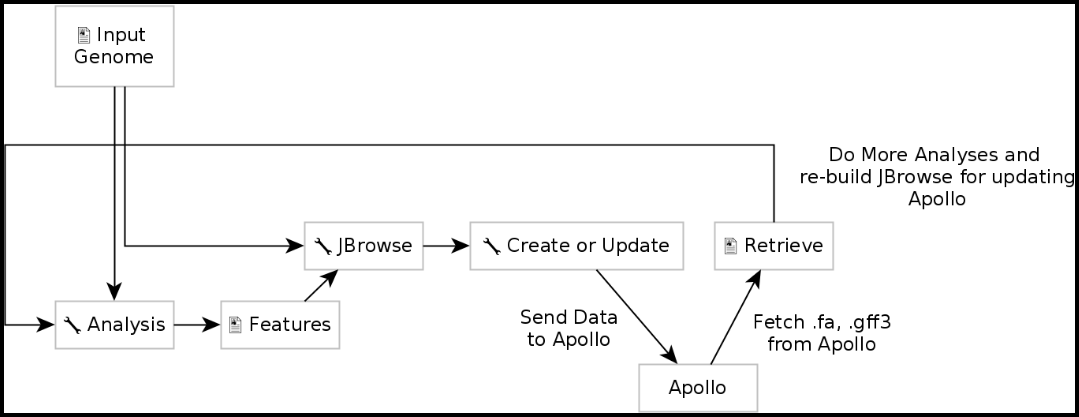 Input
Genome
Do More Analyses and
re-build JBrowse for updating
Apollo
JBrowse
Create or Update
Retrieve
Analysis
Features
Send Data
to Apollo
Fetch .fa, .gff3
from Apollo
Apollo